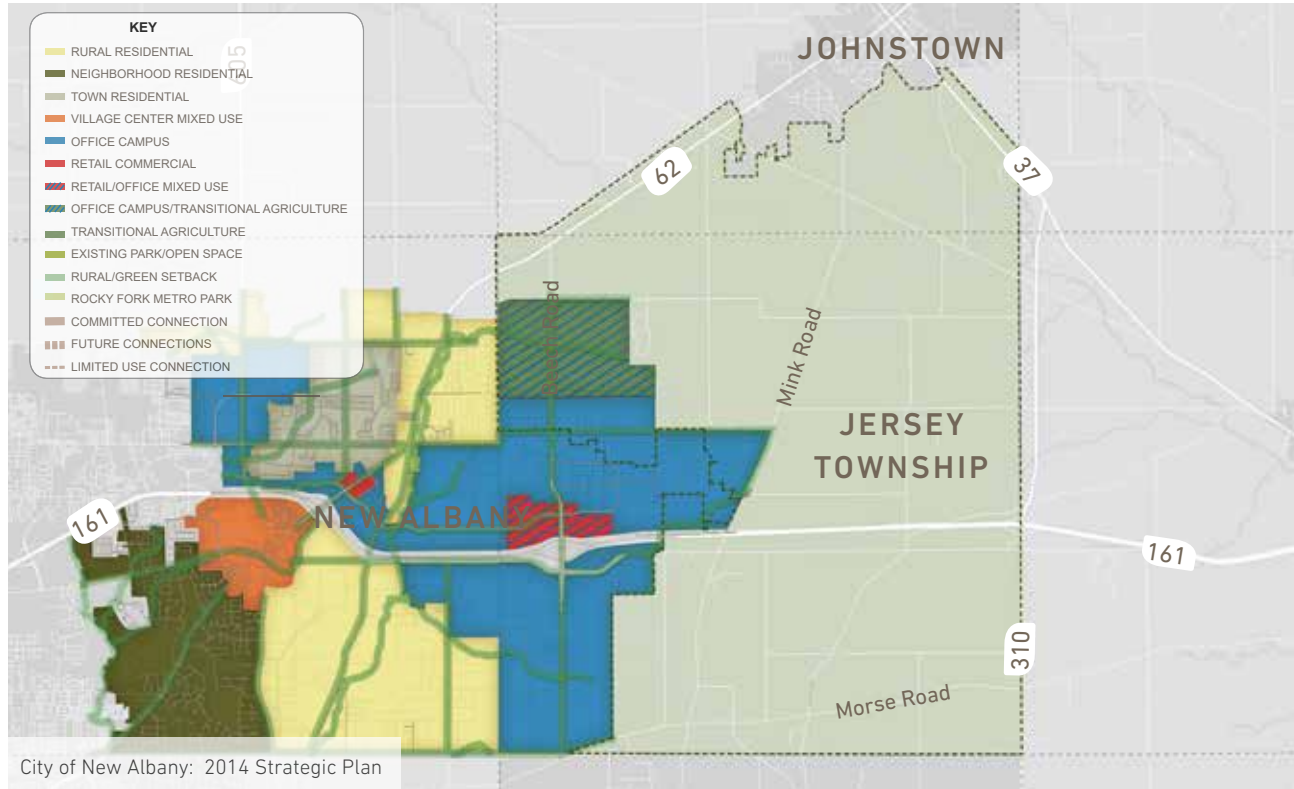 KEY
RURAL RESIDENTIAL
NEIGHBORHOOD RESIDENTIAL
TOWN RESIDENTIAL
VILLAGE CENTER MIXED USE
OFFICE CAMPUS
RETAIL COMMERCIAL
RETAIL/OFFICE MIXED USE
OFFICE CAMPUS/TRANSITIONAL AGRICULTURE
TRANSITIONAL AGRICULTURE
EXISTING PARK/OPEN SPACE
RURAL/GREEN SETBACK
ROCKY FORK METRO PARK
COMMITTED CONNECTION
FUTURE CONNECTIONS
LIMITED USE CONNECTION
605
JOHNSTOWN
62
37
Road
Mink Road
JERSEY
TOWNSHIP
NEW ALBANY
161
161
310
Morse Road
City of New Albany: 2014 Strategic Plan